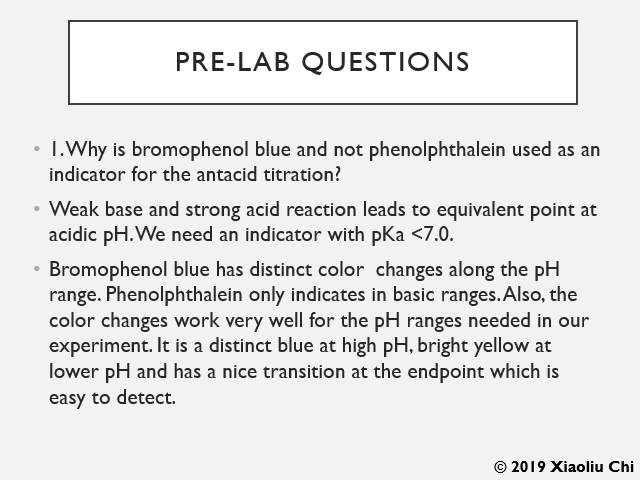 PRE-LAB QUESTIONS
• 1. Why is bromophenol blue and not phenolphthalein used as an
indicator for the antacid titration?
• Weak base and strong acid reaction leads to equivalent point at
acidic pH. We need an indicator with pKa <7.0.
• Bromophenol blue has distinct color changes along the pH
range. Phenolphthalein only indicates in basic ranges. Also, the
color changes work very well for the pH ranges needed in our
experiment. It is a distinct blue at high pH, bright yellow at
lower pH and has a nice transition at the endpoint which is
easy to detect.
© 2019 Xiaoliu Chi